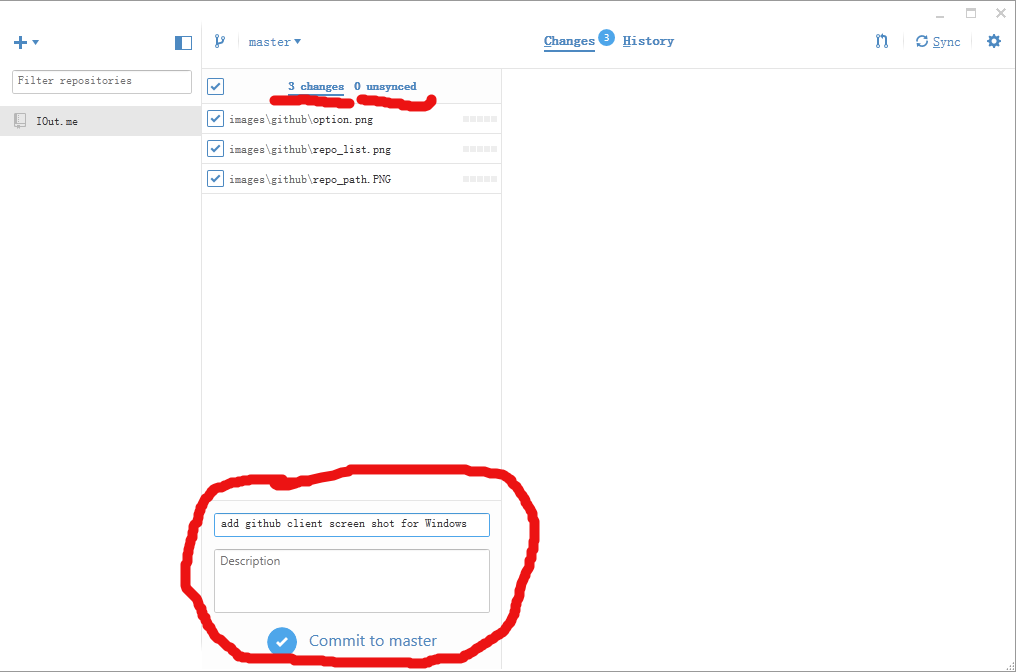 master
Changes 3 History
Sync
Filter repositories
IOut.me
3 changes 0 unsynced
images\github\option.png
images\github\repo_list.png
images\github\repo_path.PNG
add github client screen shot for Windows
Description
Commit to master